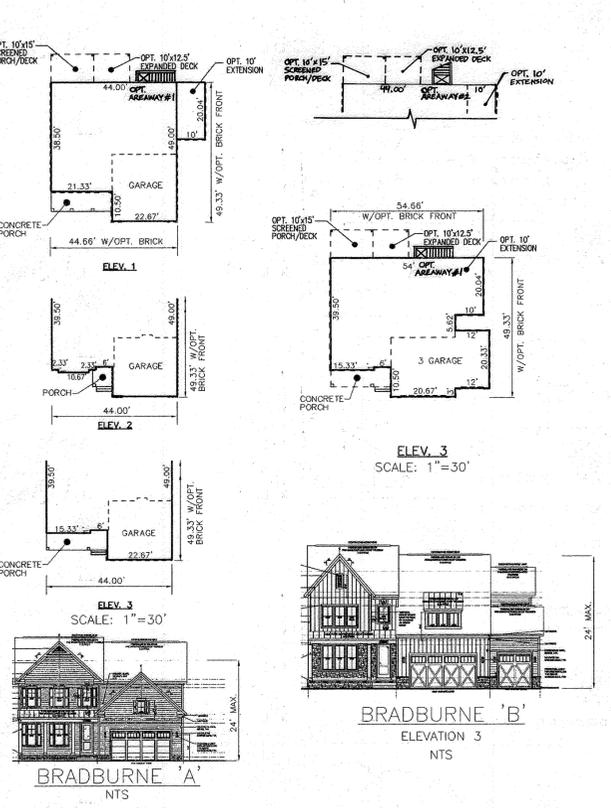 OPT. 10'x15'
SCREENED
PORCH/DECK
OPT. 10'x12.5'
EXPANDED DECK
OPT. 10'
EXTENSION
44.00'
OPT.
AREAWAY#1
38.50'
49.00'
20.04'
10'
49.33' W/OPT. BRICK FRONT
GARAGE
21.33'
10.50'
22.67'
CONCRETE
PORCH
44.66' W/OPT. BRICK
ELEV. 1
39.50'
49.00'
49.33' W/OPT.
BRICK FRONT
GARAGE
2.33'
2.33'
6'
10.67'
PORCH
44.00'
ELEV. 2
39.50'
49.00'
49.33' W/OPT.
BRICK FRONT
GARAGE
15.33'
6'
22.67'
CONCRETE
PORCH
44.00'
ELEV. 3
SCALE: 1"=30'
24' MAX.
BRADBURNE 'A'
NTS
OPT. 10'x15'
SCREENED
PORCH/DECK
OPT. 10'x12.5'
EXPANDED DECK
OPT. 10'
EXTENSION
OPT.
10'
54.66'
W/OPT. BRICK FRONT
OPT. 10'x15'
SCREENED
PORCH/DECK
OPT. 10'x12.5'
EXPANDED DECK
OPT. 10'
EXTENSION
54'
OPT.
AREAWAY#1
39.50'
20.04'
10'
5.62'
12'
49.33'
W/OPT. BRICK FRONT
3 GARAGE
20.33'
15.33'
6'
10.50'
20.67'
12'
CONCRETE
PORCH
ELEV. 3
SCALE: 1"=30'
24' MAX.
BRADBURNE 'B'
ELEVATION 3
NTS